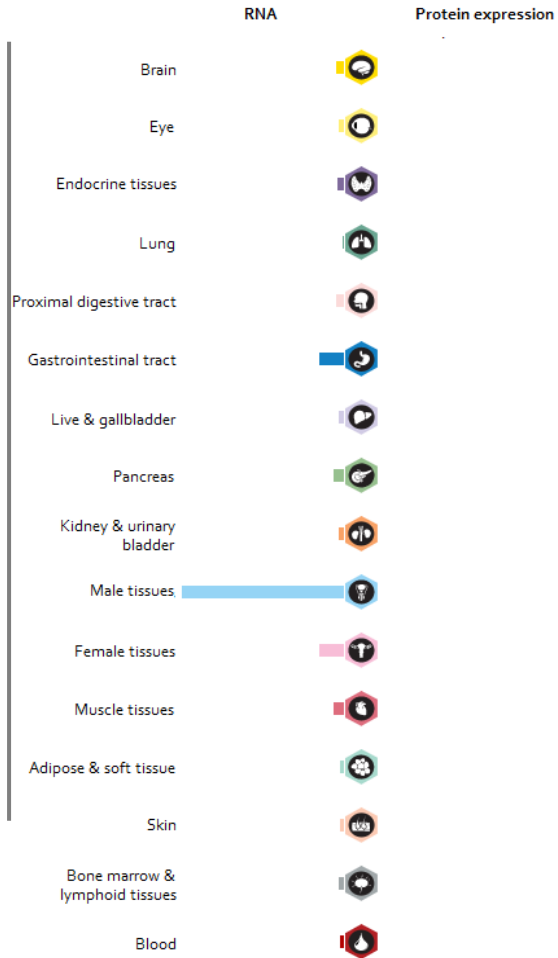 RNA Protein expression
Brain
Eye
Endocrine tissues
Lung
Proximal digestive tract
Gastrointestinal tract
Live & gallbladder
Pancreas
Kidney & urinary
bladder
Male tissues
Female tissues
Muscle tissues
Adipose & soft tissue
Skin
Bone marrow &
lymphoid tissues
Blood